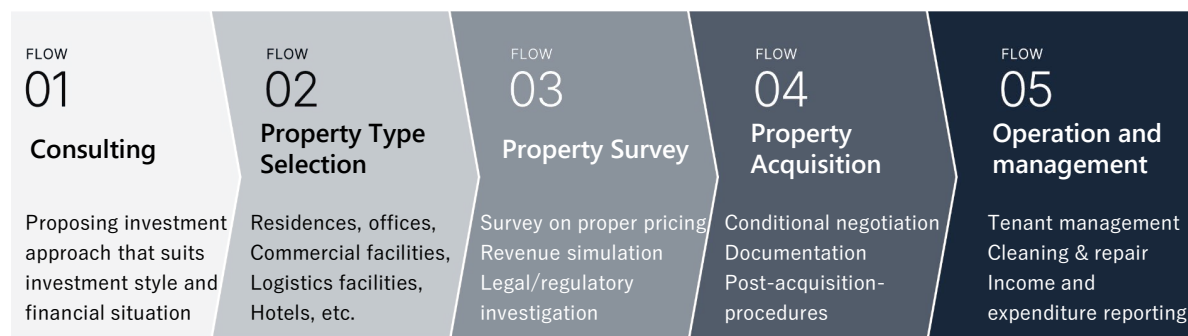 FLOW
01
Consulting
Proposing investment
approach that suits
investment style and
financial situation
FLOW
02
Property Type
Selection
Residences, offices,
Commercial facilities,
Logistics facilities,
Hotels, etc.
FLOW
03
Property Survey
Survey on proper pricing
Revenue simulation
Legal/regulatory
investigation
FLOW
04
Property
Acquisition
Conditional negotiation
Documentation
Post-acquisition-
procedures
FLOW
05
Operation and
management
Tenant management
Cleaning & repair
Income and
expenditure reporting